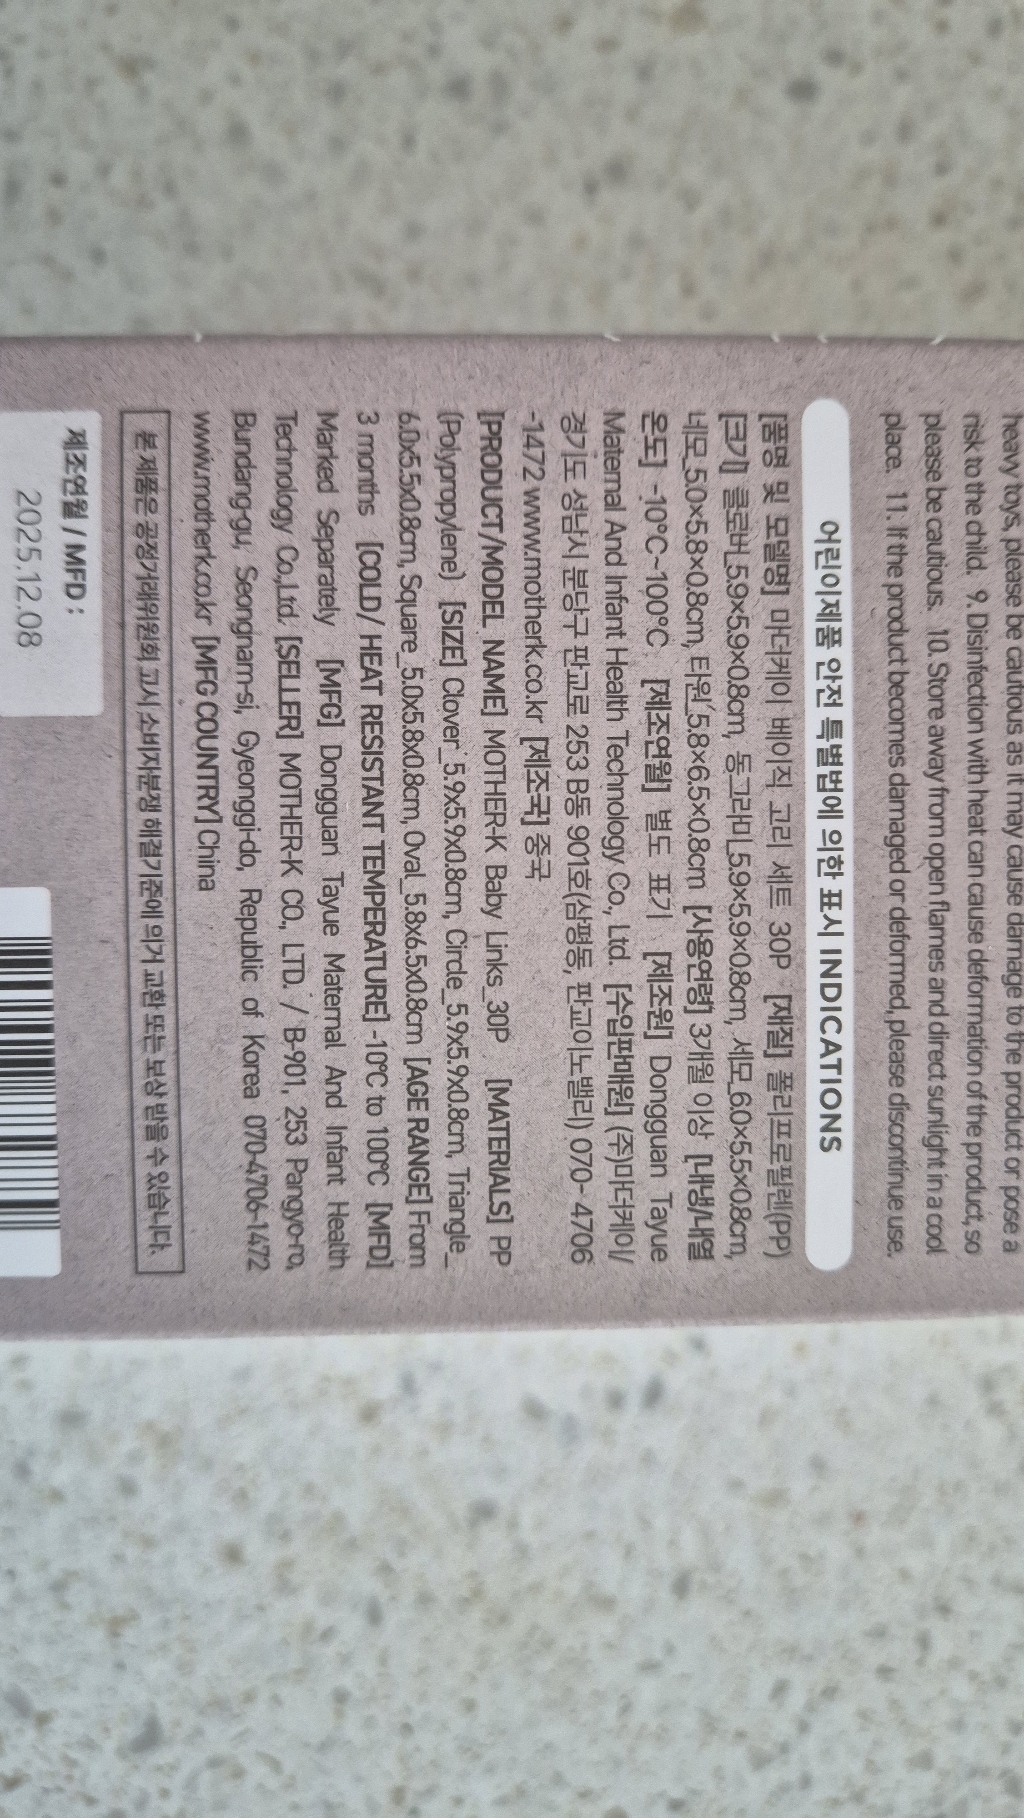 heavy toys, please be cautious as it may cause damage to the product or pose a
risk to the child. 9. Disinfection with heat can cause deformation of the product, so
please be cautious. 10. Store away from open flames and direct sunlight in a cool
place. 11. If the product becomes damaged or deformed, please discontinue use.
어린이제품 안전 특별법에 의한 표시 INDICATIONS
[품명 및 모델명] 마더케이 베이직 고리 세트 30P [재질] 폴리프로필렌(PP)
[크기] 클로버_5.9×5.9×0.8cm, 동그라미_5.9×5.9×0.8cm, 세모_6.0×5.5×0.8cm,
네모_5.0×5.8×0.8cm, 타원_5.8×6.5×0.8cm [사용연령] 3개월 이상 [내냉/내열
온도] -10℃~100℃ [제조연월] 별도 표기 [제조원] Dongguan Tayue
Maternal And Infant Health Technology Co., Ltd. [수입판매원] (주)마더케이/
경기도 성남시 분당구 판교로 253 B동 901호(삼평동, 판교이노밸리) 070-4706
-1472 www.motherk.co.kr [제조국] 중국
[PRODUCT/MODEL NAME] MOTHER-K Baby Links_30P [MATERIALS] PP
(Polypropylene) [SIZE] Clover_5.9x5.9x0.8cm, Circle_5.9x5.9x0.8cm, Triangle_
6.0x5.5x0.8cm, Square_5.0x5.8x0.8cm, Oval_5.8x6.5x0.8cm [AGE RANGE] From
3 months [COLD/ HEAT RESISTANT TEMPERATURE] -10℃ to 100℃ [MFD]
Marked Separately [MFG] Dongguan Tayue Maternal And Infant Health
Technology Co.,Ltd. [SELLER] MOTHER-K CO., LTD. / B-901, 253 Pangyo-ro,
Bundang-gu, Seongnam-si, Gyeonggi-do, Republic of Korea 070-4706-1472
www.motherk.co.kr [MFG COUNTRY] China
본 제품은 공정거래위원회 고시 소비자분쟁 해결기준에 의거 교환 또는 보상 받을 수 있습니다.
제조연월 / MFD :
2025.12.08